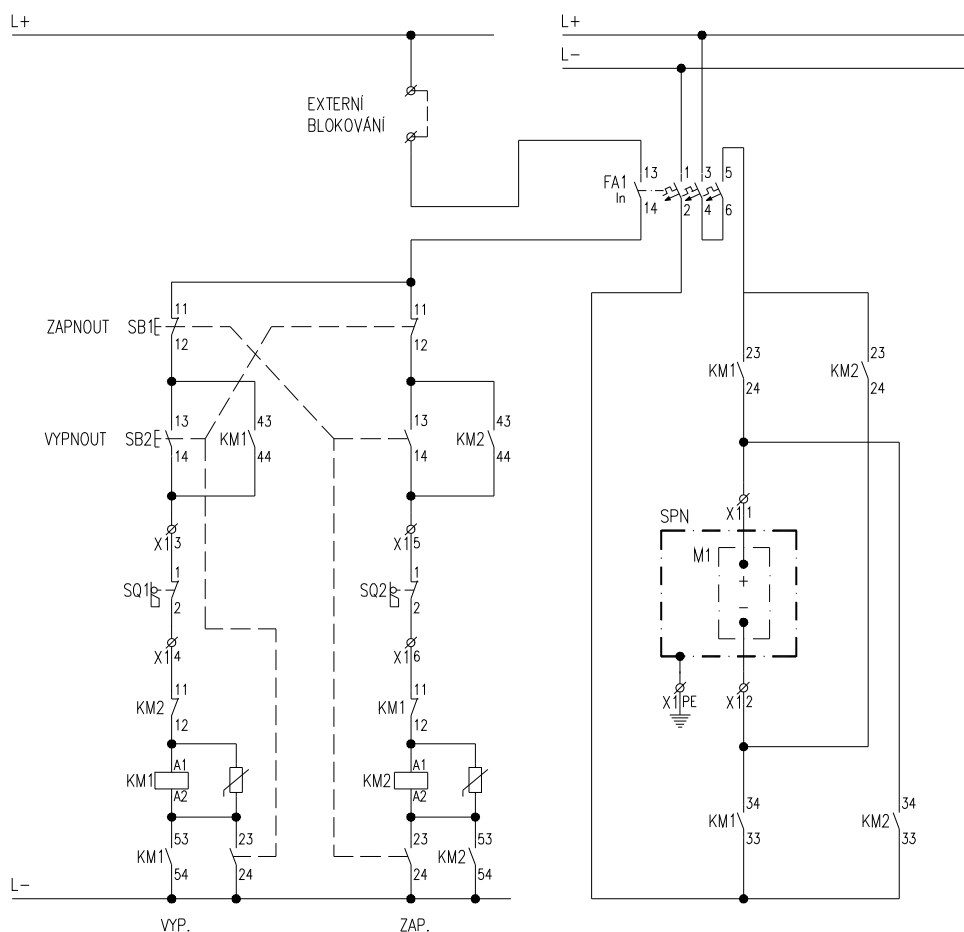 L+
L+
L-
EXTERNÍ
BLOKOVÁNÍ
13 1 3 5
FA1
In
14 2 4 6
11 11
ZAPNOUT SB1
12 12
23 23
KM1 KM2
24 24
13 43 13 43
VYPNOUT SB2 KM1 KM2
14 44 14 44
X1 1
SPN
X1 3 X1 5
M1
1 1
SQ1 SQ2
+
2 2
-
X1 4 X1 6
11 11
KM2 KM1
X1 PE X1 2
12 12
A1 A1
KM1 KM2
A2 A2
34 34
KM1 KM2
33 33
53 23 23 53
KM1 KM2
54 24 24 54
L-
VYP. ZAP.